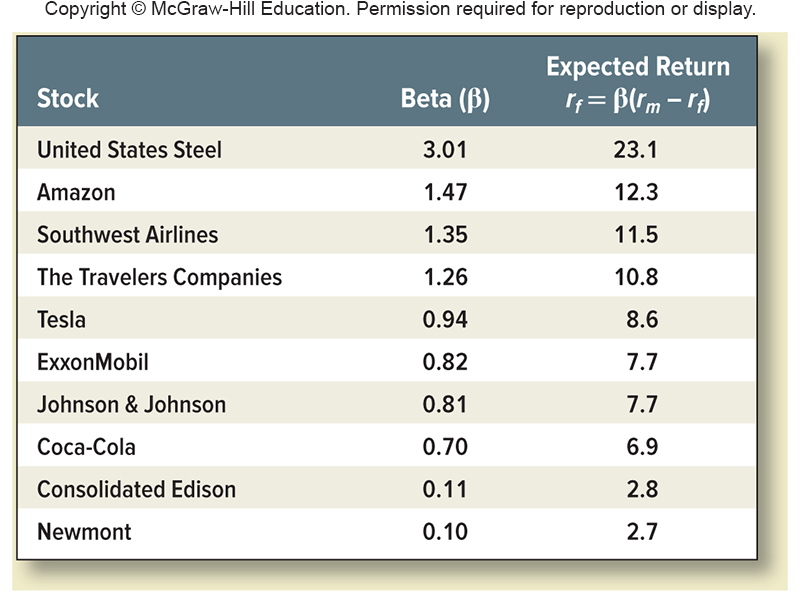 Copyright © McGraw-Hill Education. Permission required for reproduction or display.
Stock Beta (β) Expected Return r_f = β(r_m – r_f)
United States Steel 3.01 23.1
Amazon 1.47 12.3
Southwest Airlines 1.35 11.5
The Travelers Companies 1.26 10.8
Tesla 0.94 8.6
ExxonMobil 0.82 7.7
Johnson & Johnson 0.81 7.7
Coca-Cola 0.70 6.9
Consolidated Edison 0.11 2.8
Newmont 0.10 2.7